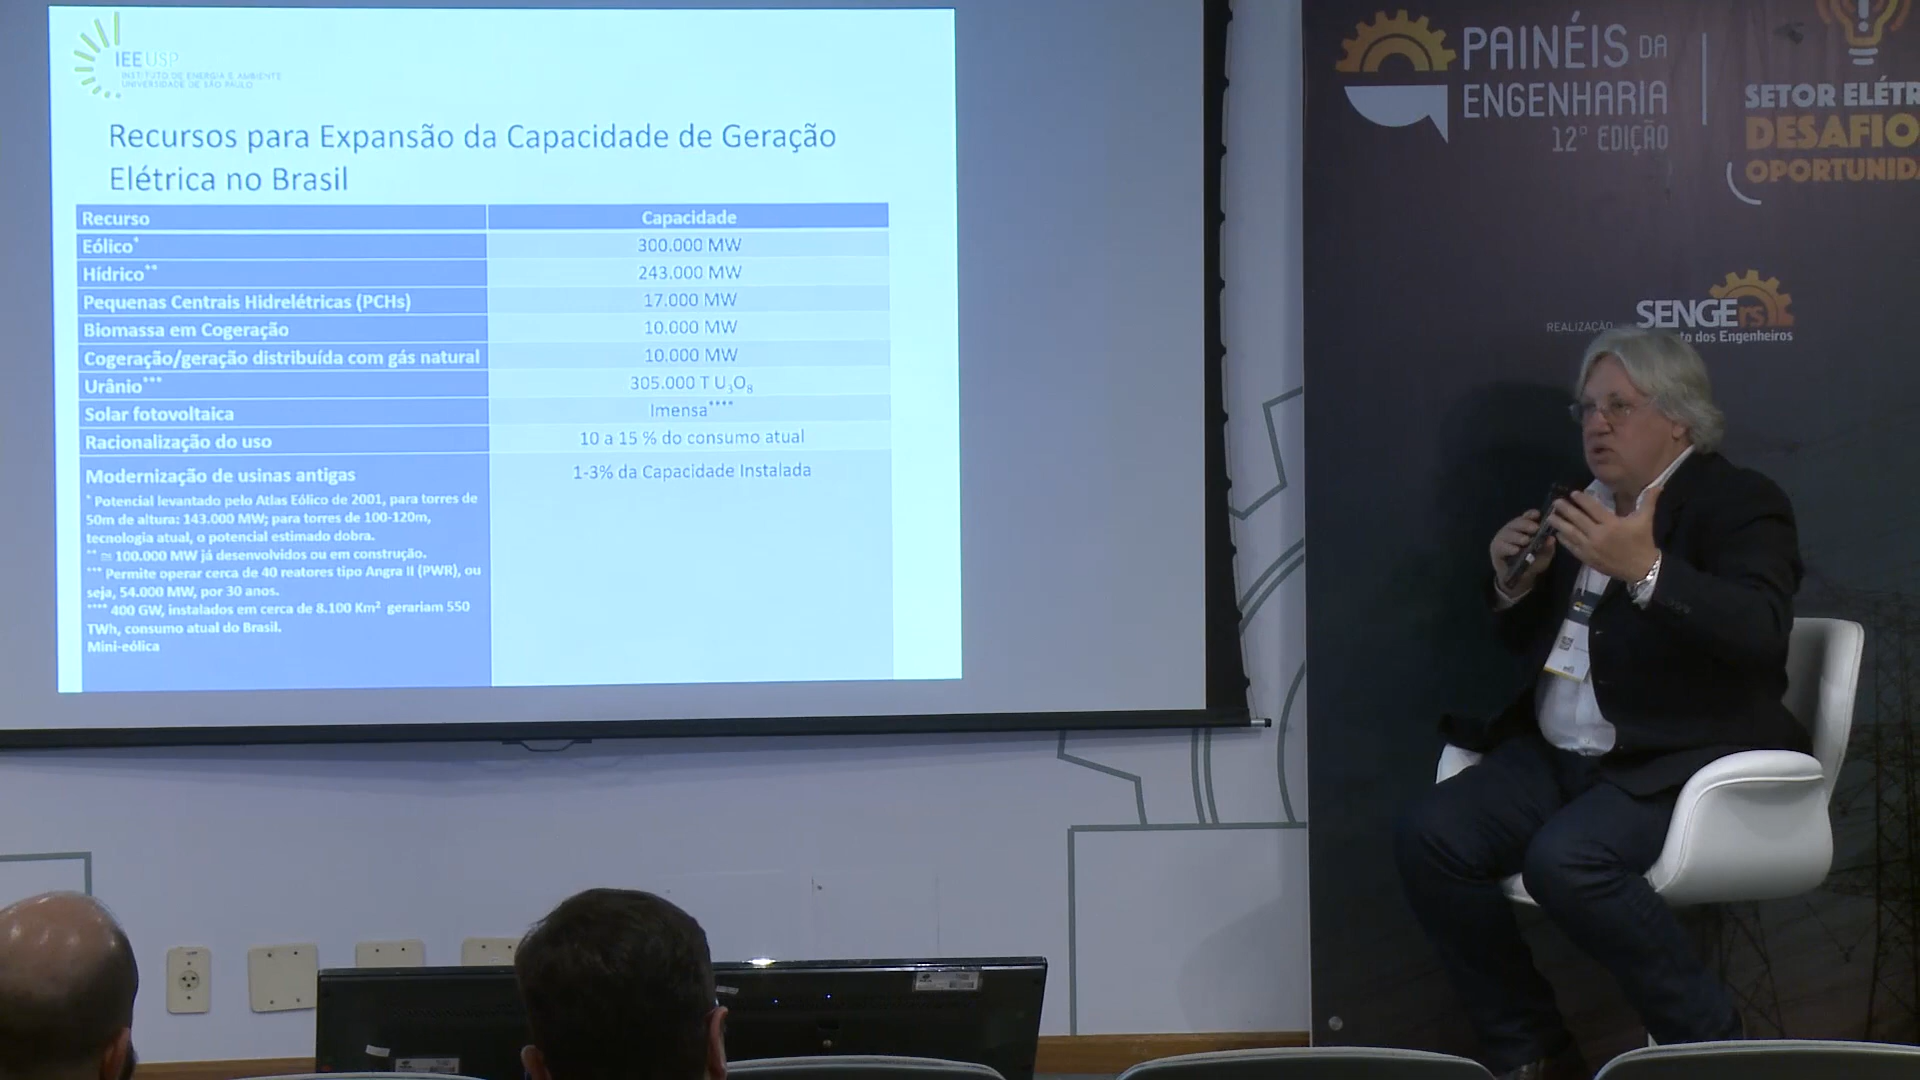 IEEUSP
INSTITUTO DE ENERGIA E AMBIENTE
UNIVERSIDADE DE SÃO PAULO
Recursos para Expansão da Capacidade de Geração
Elétrica no Brasil
Recurso Capacidade
Eólico* 300.000 MW
Hídrico** 243.000 MW
Pequenas Centrais Hidrelétricas (PCHs) 17.000 MW
Biomassa em Cogeração 10.000 MW
Cogeração/geração distribuída com gás natural 10.000 MW
Urânio*** 305.000 T U₃O₈
Solar fotovoltaica Imensa****
Racionalização do uso 10 a 15 % do consumo atual
Modernização de usinas antigas 1-3% da Capacidade Instalada
* Potencial levantado pelo Atlas Eólico de 2001, para torres de
50m de altura: 143.000 MW; para torres de 100-120m,
tecnologia atual, o potencial estimado dobra.
** ≃ 100.000 MW já desenvolvidos ou em construção.
*** Permite operar cerca de 40 reatores tipo Angra II (PWR), ou
seja, 54.000 MW, por 30 anos.
**** 400 GW, instalados em cerca de 8.100 Km² gerariam 550
TWh, consumo atual do Brasil.
Mini-eólica
PAINÉIS DA
ENGENHARIA
12° EDIÇÃO
SETOR ELÉTR
DESAFIO
OPORTUNIDA
REALIZAÇÃO
SENGErs
to dos Engenheiros